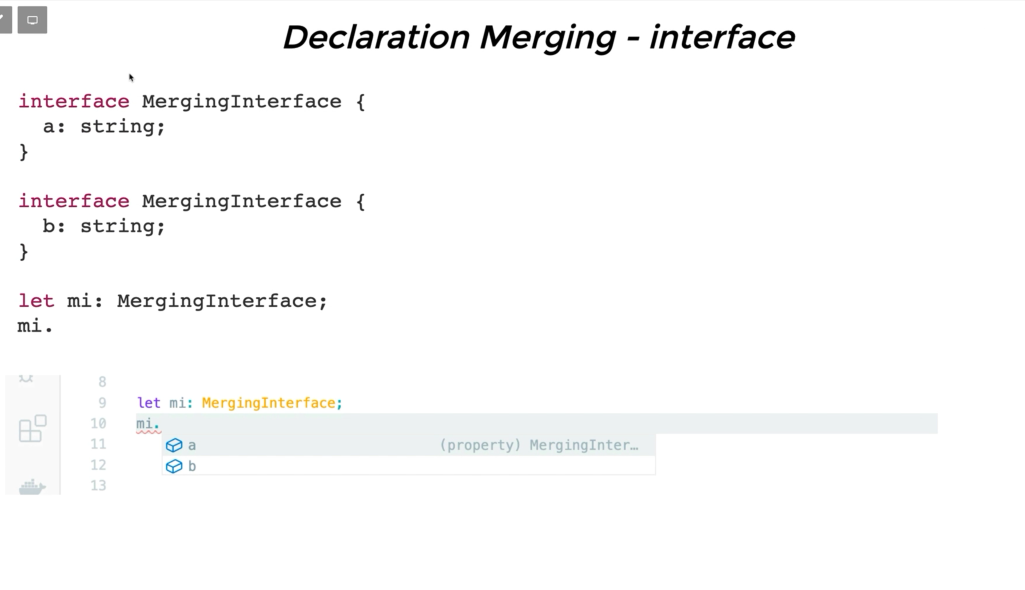 Declaration Merging - interface
interface MergingInterface {
  a: string;
}
interface MergingInterface {
  b: string;
}
let mi: MergingInterface;
mi.
8
9 let mi: MergingInterface;
10 mi.
11 a (property) MergingInter…
12 b
13